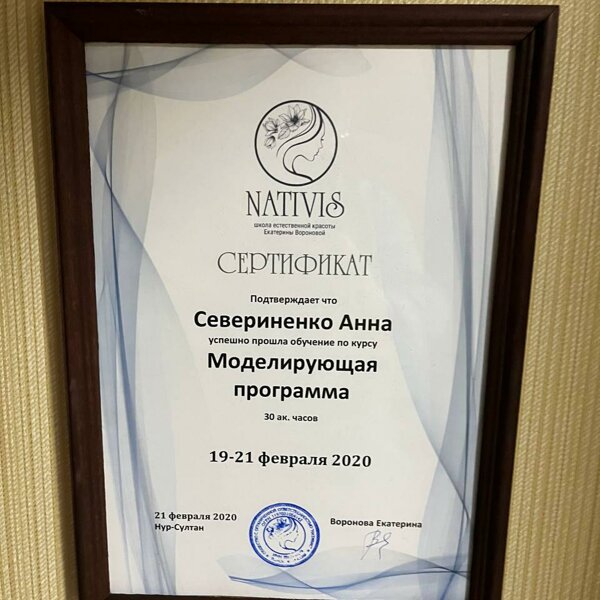 NATIVIS
школа естественной красоты
Екатерины Вороновой
СЕРТИФИКАТ
Подтверждает что
Севериненко Анна
успешно прошла обучение по курсу
Моделирующая
программа
30 ак. часов
19-21 февраля 2020
21 февраля 2020
Нур-Султан
Воронова Екатерина